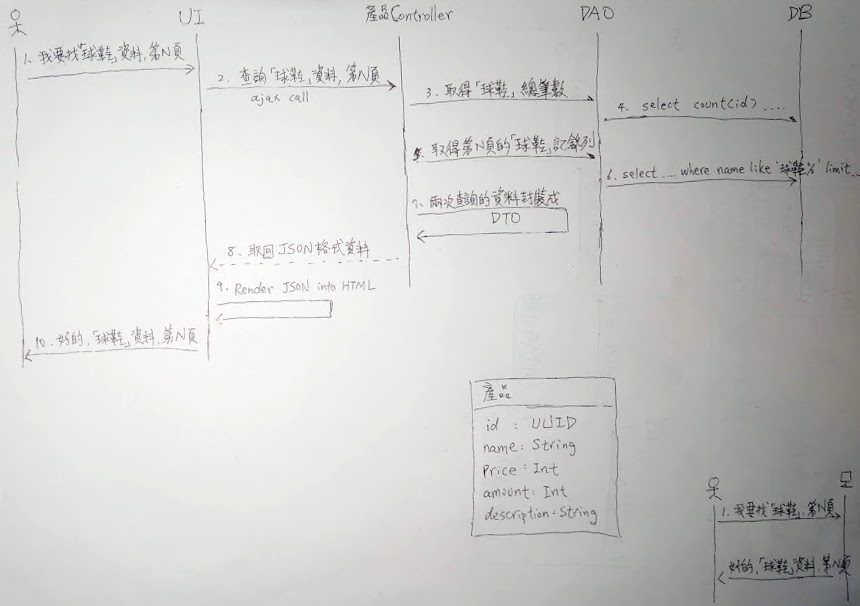 UI
產品Controller
DAO
DB
1. 我要找「球鞋」資料,第N頁
2. 查詢「球鞋」資料,第N頁
ajax call
3. 取得「球鞋」總筆數
4. select count(id) ....
5. 取得第N頁的「球鞋」記錄列
6. select .... where name like '球鞋%' limit...
7. 兩次查詢的資料封裝成
DTO
8. 取回JSON格式資料
9. Render JSON into HTML
10. 好的,「球鞋」資料,第N頁
產品
id : UUID
name: String
Price: Int
amount: Int
description: String
1. 我要找「球鞋」,第N頁
好的,「球鞋」資料,第N頁